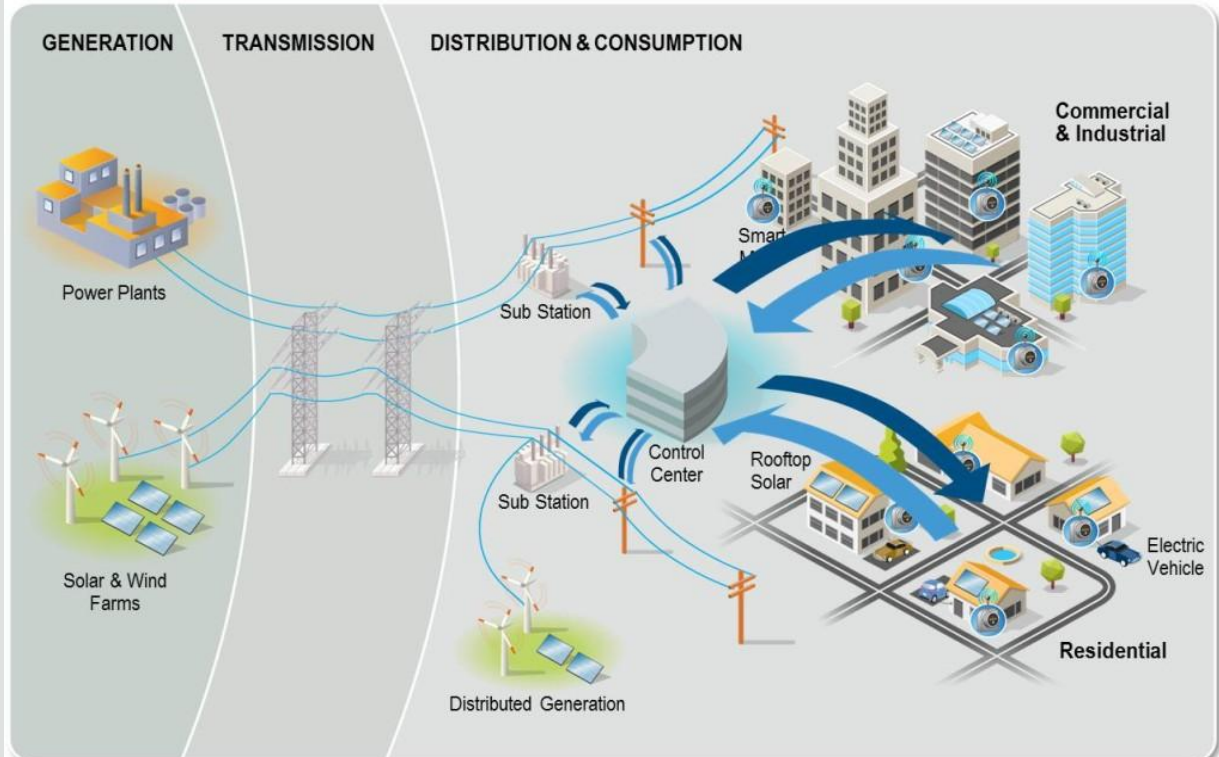 GENERATION
TRANSMISSION
DISTRIBUTION & CONSUMPTION
Commercial
& Industrial
Power Plants
Smart
Sub Station
Control
Center
Rooftop
Solar
Sub Station
Electric
Vehicle
Solar & Wind
Farms
Residential
Distributed Generation